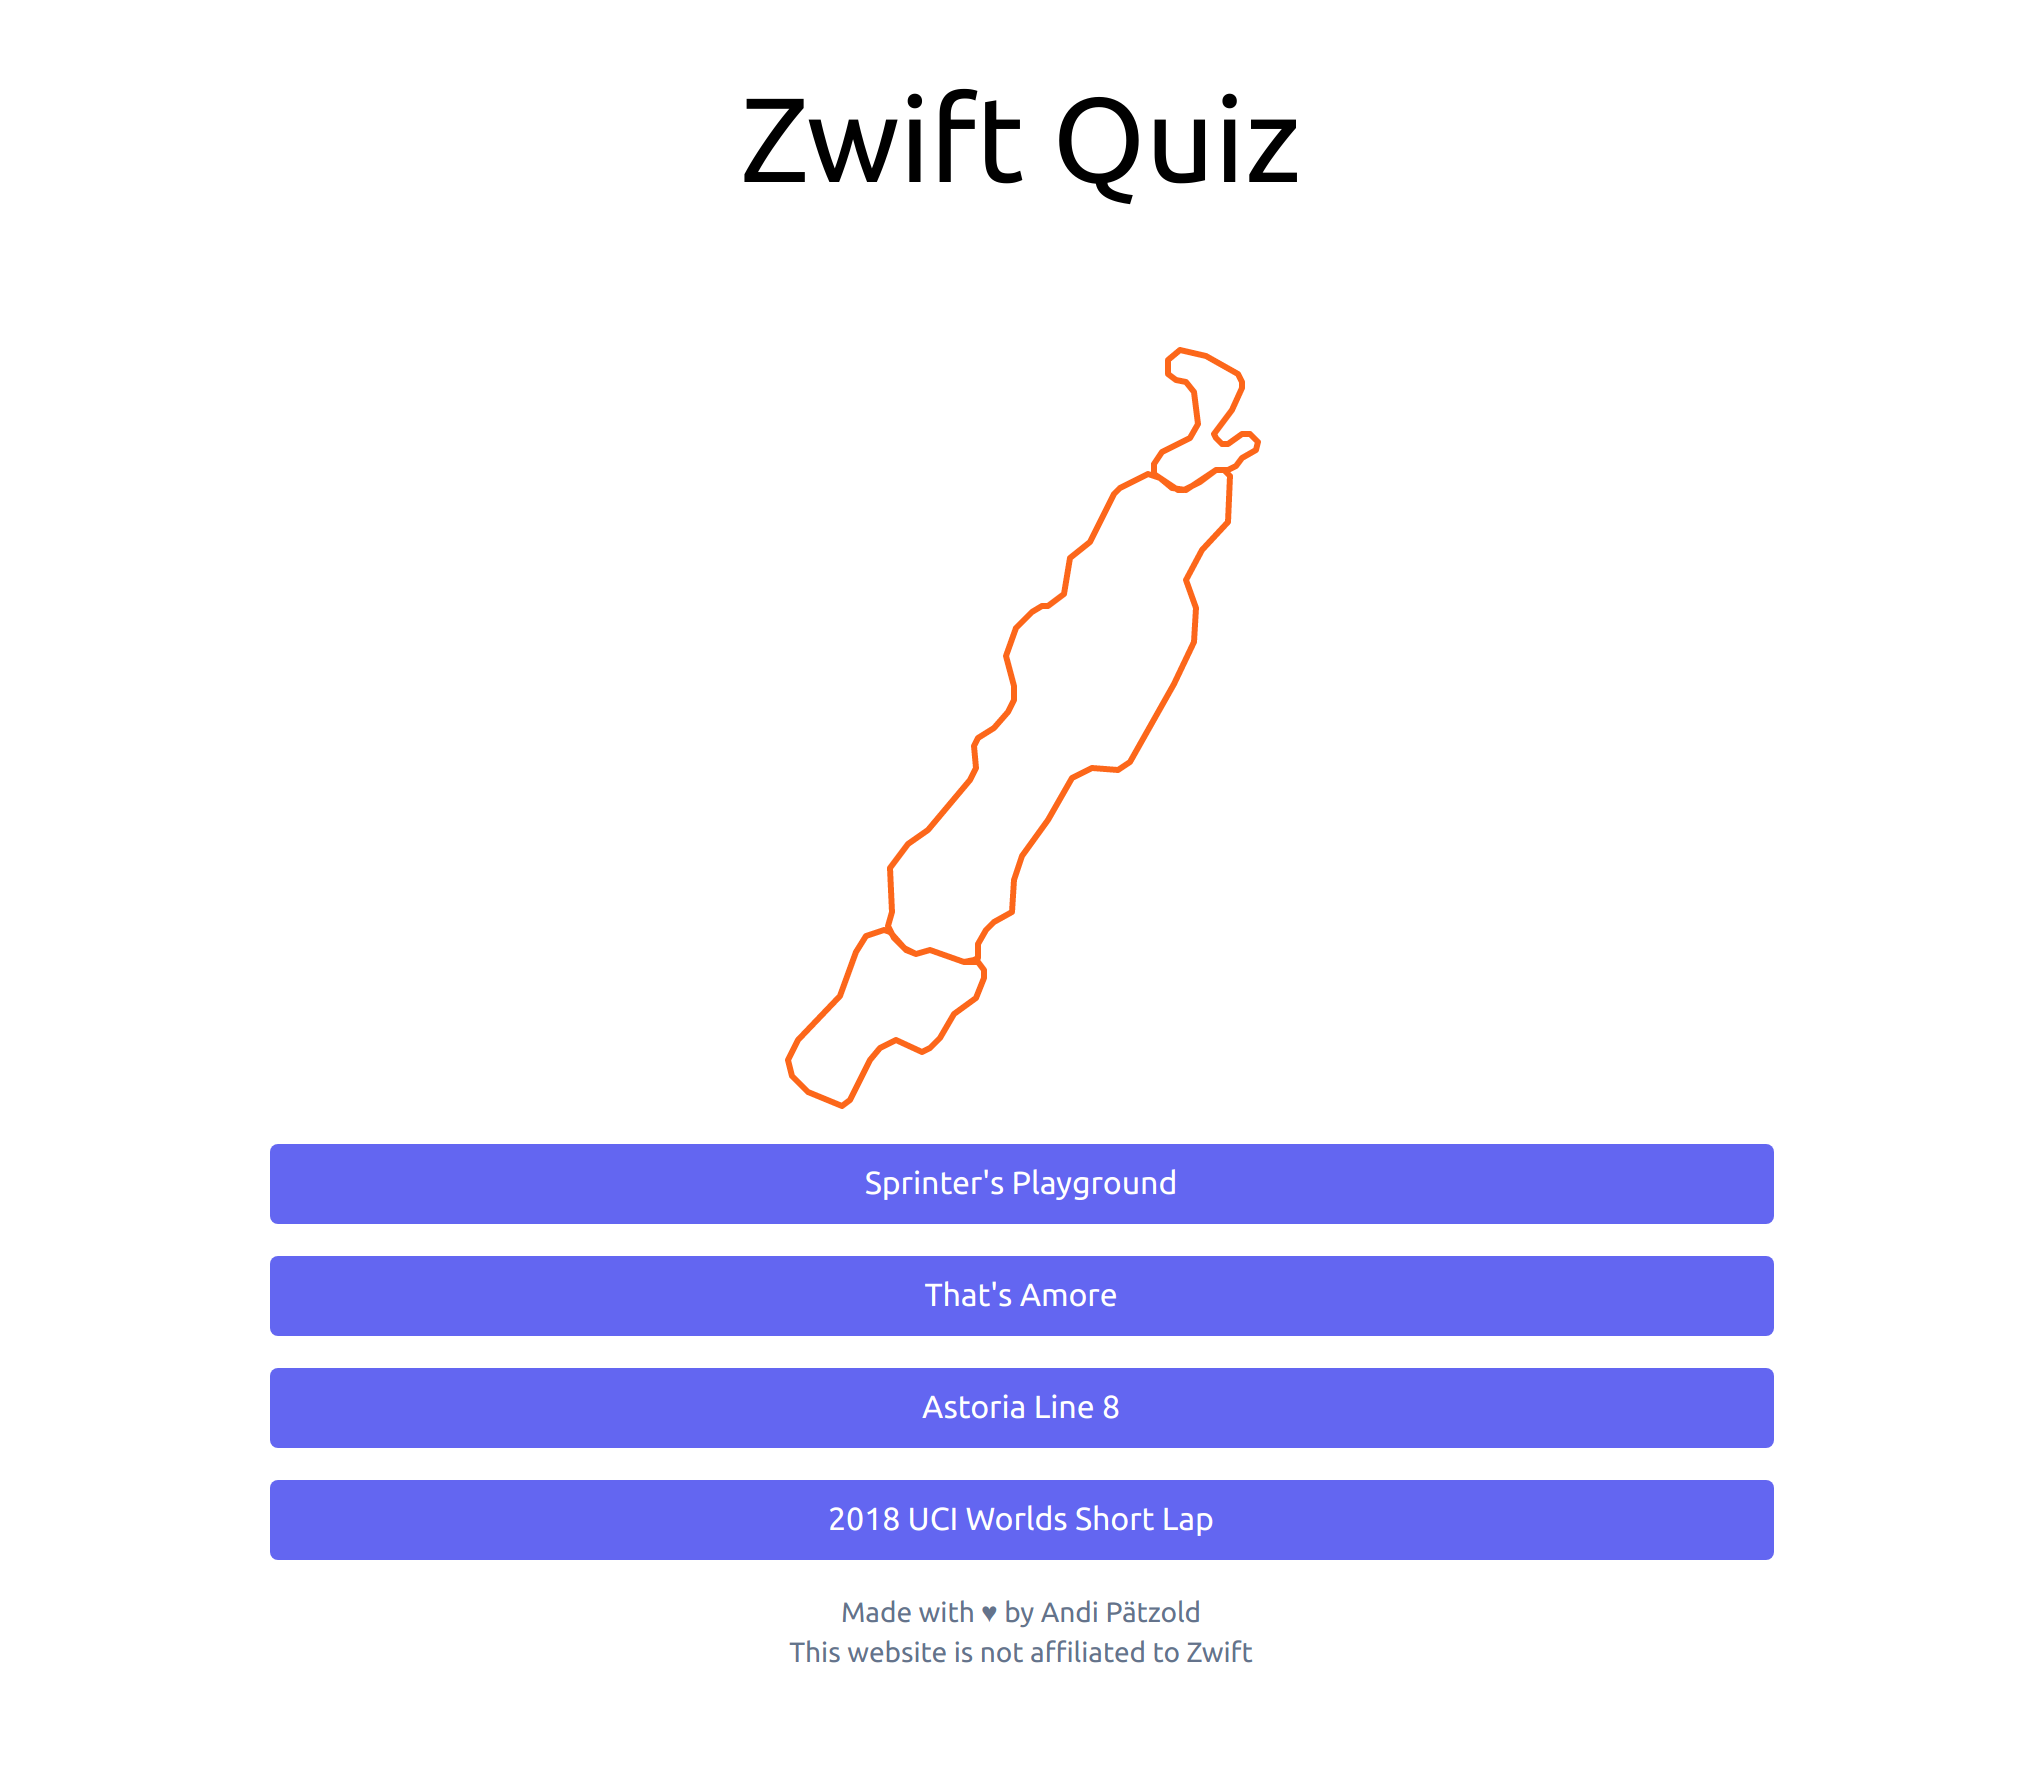 Zwift Quiz
Sprinter's Playground
That's Amore
Astoria Line 8
2018 UCI Worlds Short Lap
Made with ♥ by Andi Pätzold
This website is not affiliated to Zwift